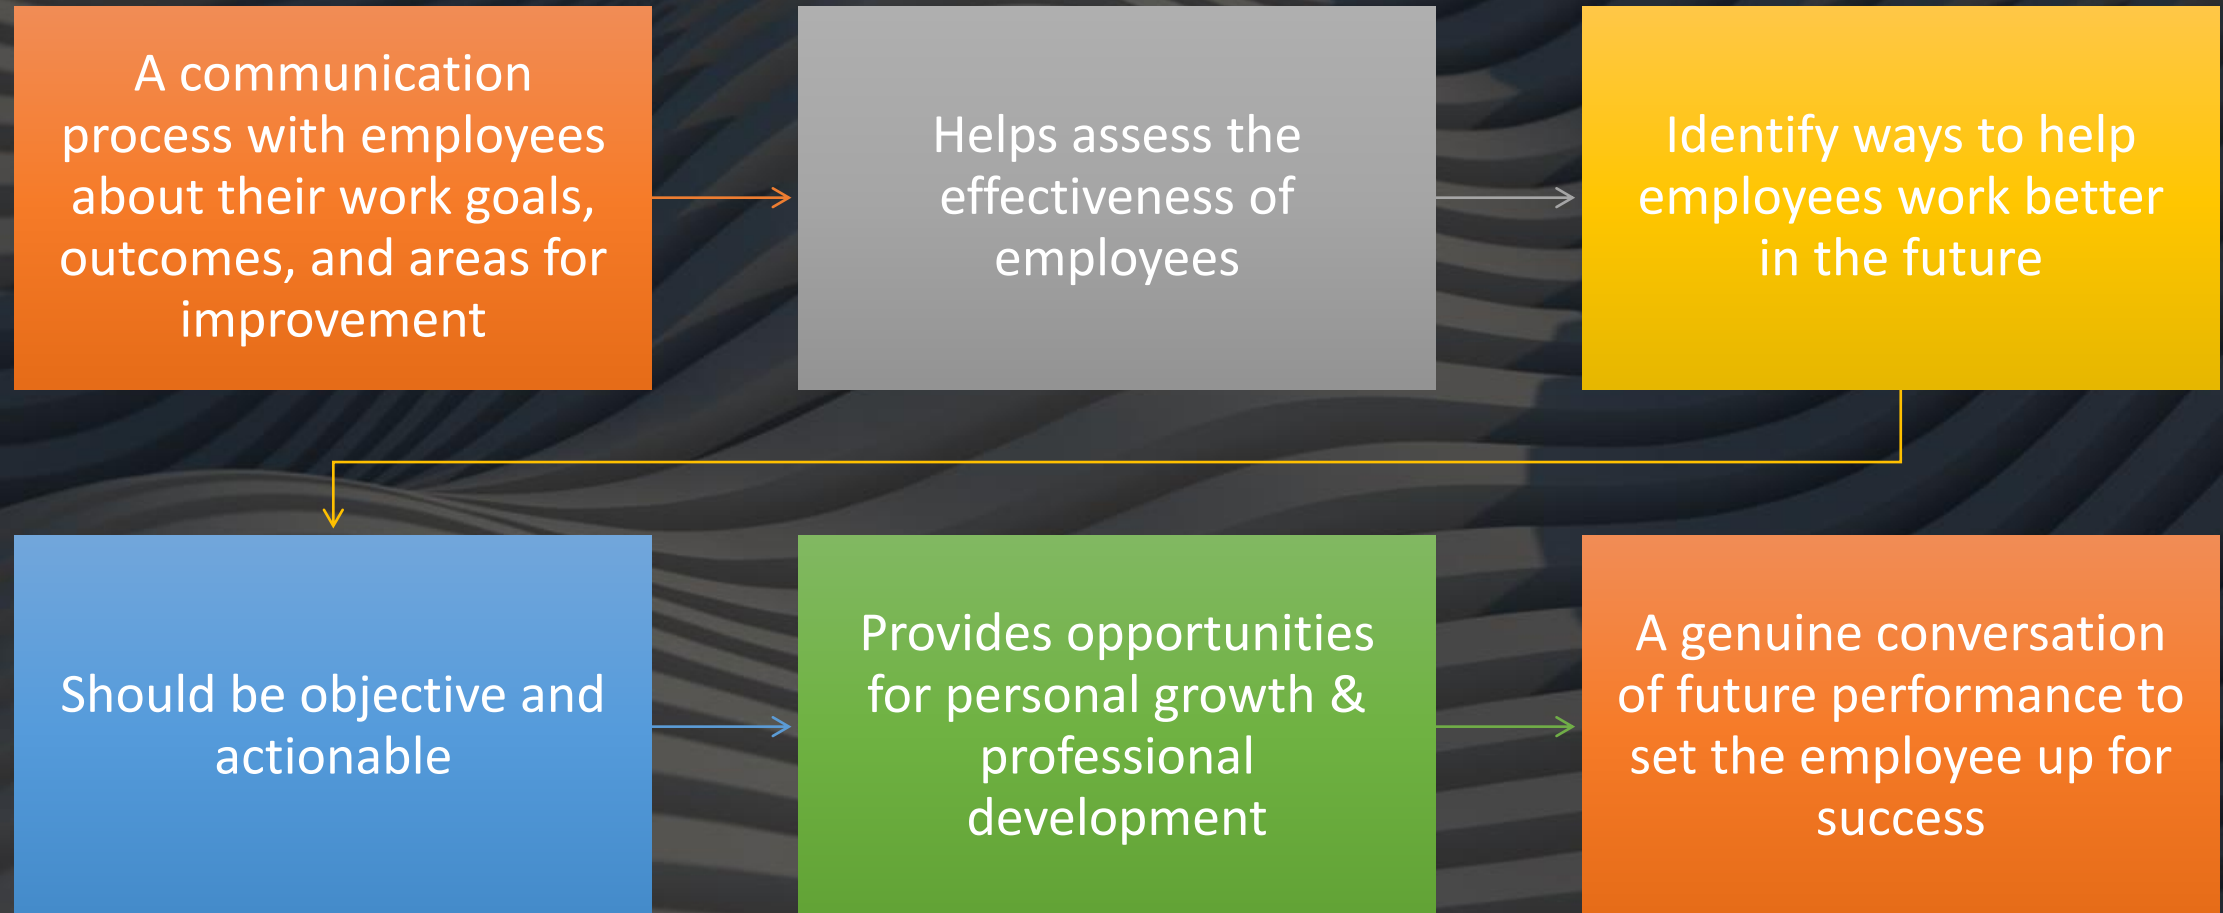 A communication
process with employees
about their work goals,
outcomes, and areas for
improvement
Helps assess the
effectiveness of
employees
Identify ways to help
employees work better
in the future
Should be objective and
actionable
Provides opportunities
for personal growth &
professional
development
A genuine conversation
of future performance to
set the employee up for
success